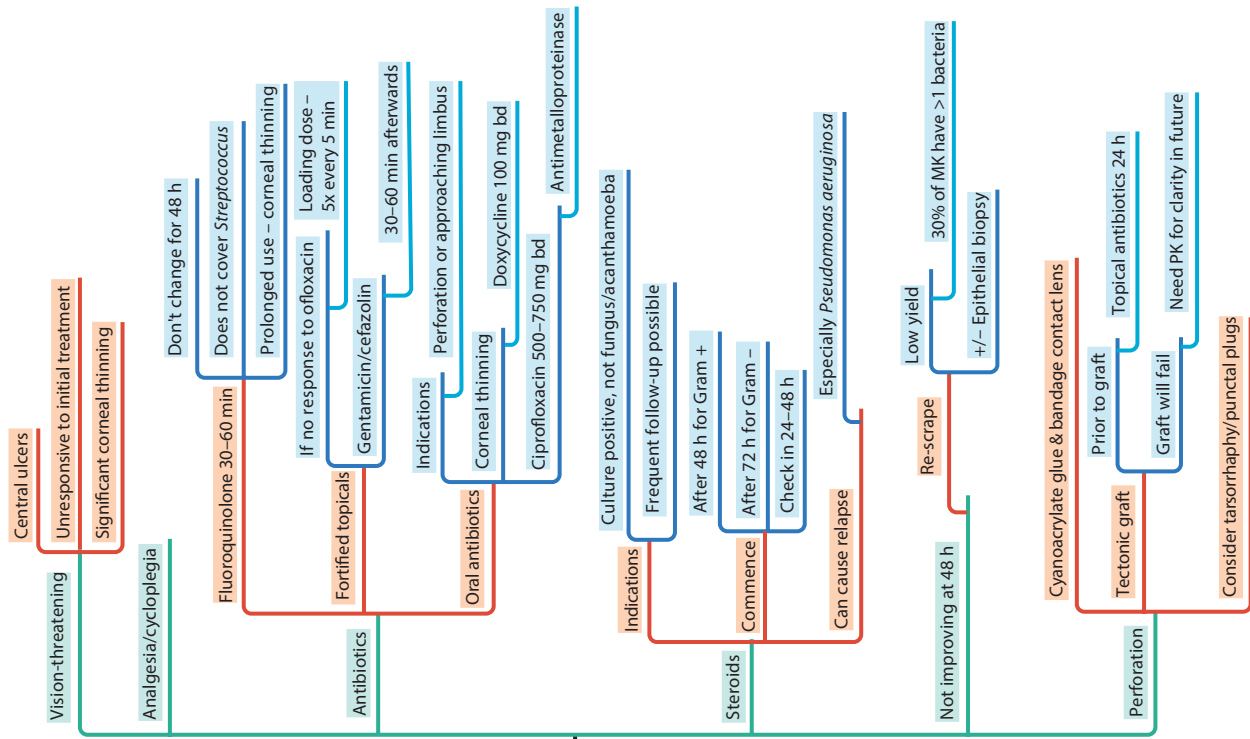 Vision-threatening
Central ulcers
Unresponsive to initial treatment
Significant corneal thinning
Analgesia/cycloplegia
Antibiotics
Fluoroquinolone 30–60 min
Don't change for 48 h
Does not cover Streptococcus
Prolonged use – corneal thinning
Fortified topicals
If no response to ofloxacin
Loading dose –
5x every 5 min
Gentamicin/cefazolin
30–60 min afterwards
Oral antibiotics
Indications
Perforation or approaching limbus
Corneal thinning
Doxycycline 100 mg bd
Ciprofloxacin 500–750 mg bd
Antimetalloproteinase
Steroids
Indications
Culture positive, not fungus/acanthamoeba
Frequent follow-up possible
Commence
After 48 h for Gram +
After 72 h for Gram –
Check in 24–48 h
Can cause relapse
Especially Pseudomonas aeruginosa
Not improving at 48 h
Re-scrape
Low yield
30% of MK have >1 bacteria
+/– Epithelial biopsy
Perforation
Cyanoacrylate glue & bandage contact lens
Tectonic graft
Prior to graft
Topical antibiotics 24 h
Graft will fail
Need PK for clarity in future
Consider tarsorrhaphy/punctal plugs